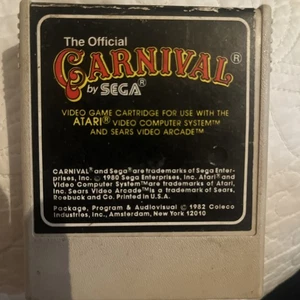 The Official
CARNIVAL®
by SEGA®
VIDEO GAME CARTRIDGE FOR USE WITH THE
ATARI® VIDEO COMPUTER SYSTEM™
AND SEARS VIDEO ARCADE™
CARNIVAL® and Sega® are trademarks of Sega Enter-
prises, Inc. © 1980 Sega Enterprises, Inc. Atari® and
Video Computer System™ are trademarks of Atari,
Inc. Sears Video Arcade™ is a trademark of Sears,
Roebuck and Co. Printed in U.S.A.
Package, Program & Audiovisual © 1982 Coleco
Industries, Inc., Amsterdam, New York 12010